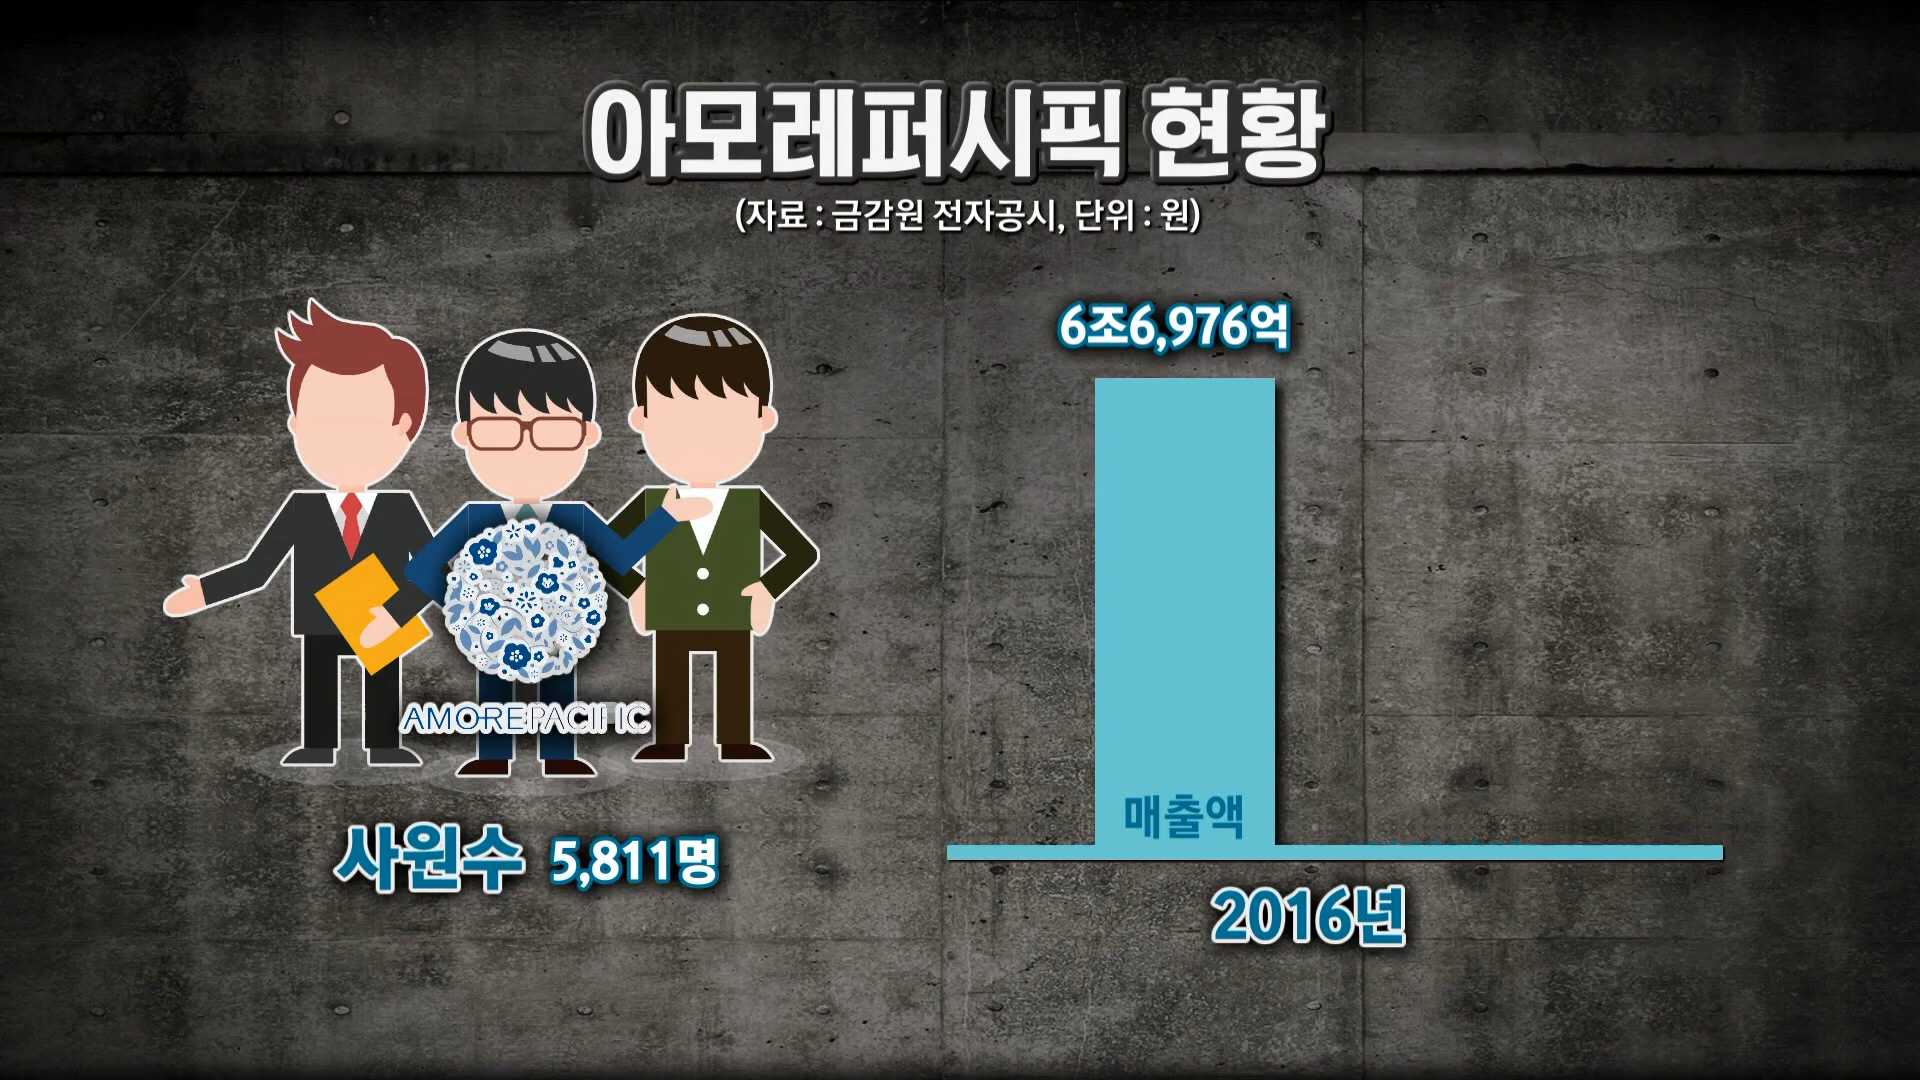 아모레퍼시픽 현황
(자료 : 금감원 전자공시, 단위 : 원)
6조6,976억
매출액
2016년
AMOREPACIFIC
사원수 5,811명